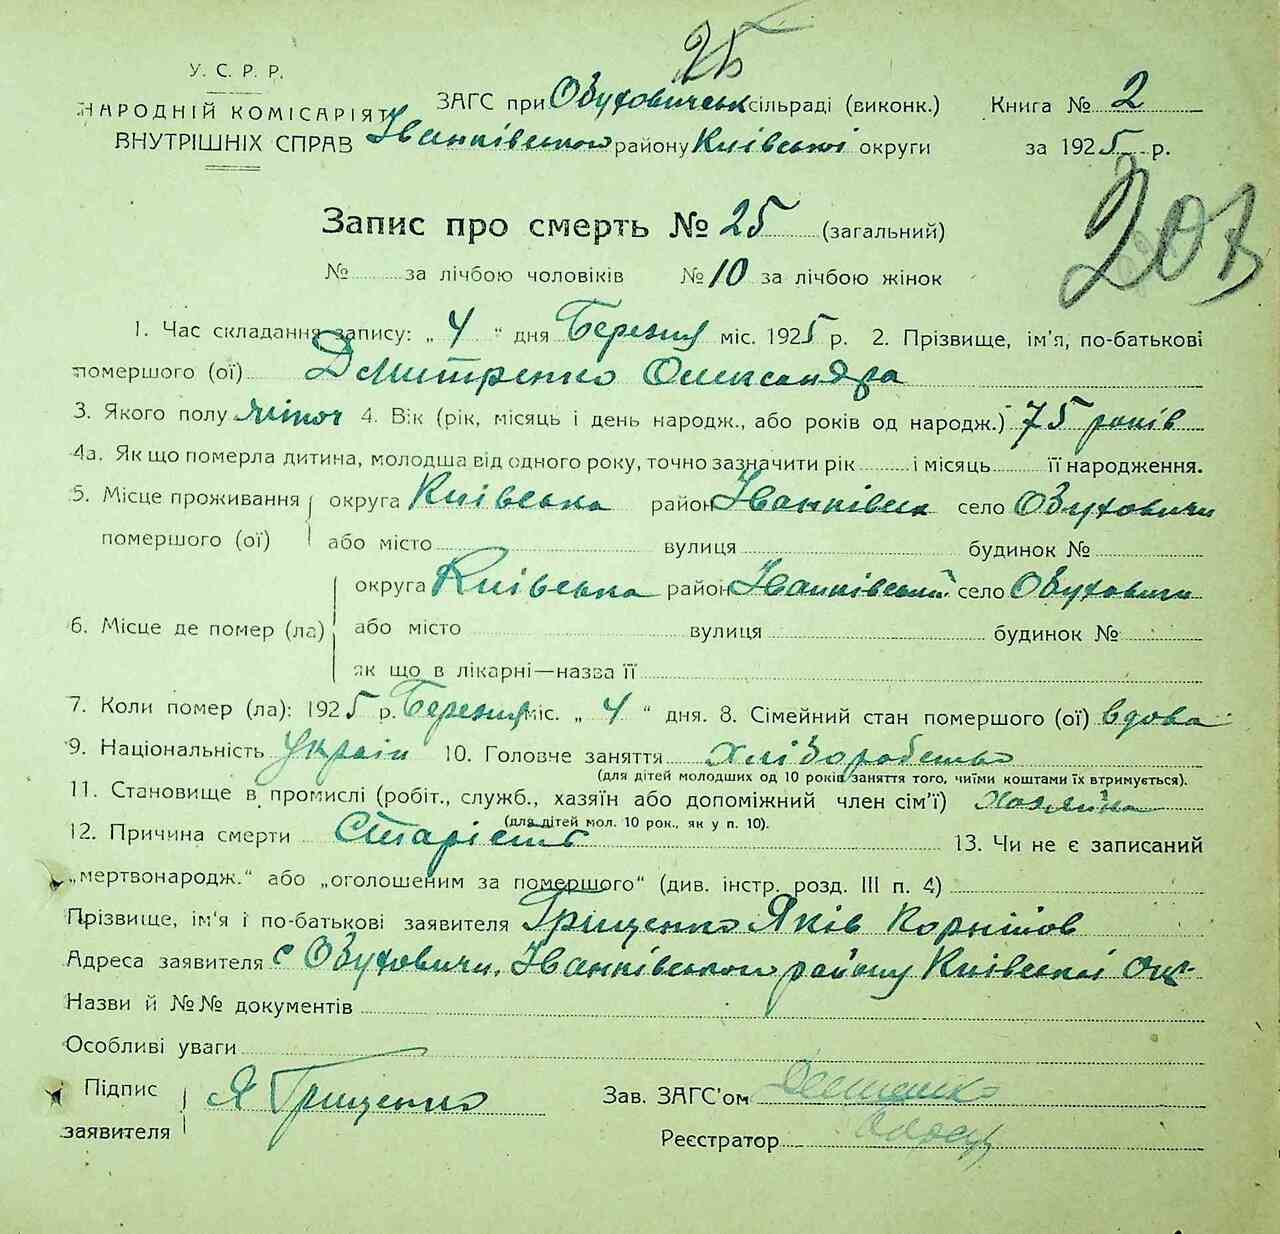 25
У. С. Р. Р.
НАРОДНІЙ КОМІСАРІЯТ
ВНУТРІШНІХ СПРАВ
ЗАГС при Обуховичськ сільраді (виконк.)
Іванківського району Київської округи
Книга № 2
за 1925 р.
Запис про смерть № 25 (загальний)
203
№ за лічбою чоловіків № 10 за лічбою жінок
1. Час складання запису: „ 4 “ дня Березня міс. 1925 р. 2. Прізвище, ім'я, по-батькові
помершого (ої) Дмитренко Олександра
3. Якого полу жіноч 4. Вік (рік, місяць і день народж., або років од народж.) 75 років
4а. Як що померла дитина, молодша від одного року, точно зазначити рік і місяць її народження.
5. Місце проживання округа Київська район Іванківськ село Обуховичи
помершого (ої) або місто вулиця будинок №
округа Київська район Іванківський село Обуховичи
6. Місце де помер (ла) або місто вулиця будинок №
як що в лікарні—назва її
7. Коли помер (ла): 1925 р. Березня міс. „ 4 “ дня. 8. Сімейний стан помершого (ої) вдова
9. Національність Україн 10. Головче заняття хліборобство
(для дітей молодших од 10 років заняття того, чиїми коштами їх втримується).
11. Становище в промислі (робіт., служб., хазяїн або допоміжний член сім'ї) хазяйка
(для дітей мол. 10 рок., як у п. 10).
12. Причина смерти Старість 13. Чи не є записаний
„мертвонародж.“ або „оголошеним за помершого“ (див. інстр. розд. III п. 4)
Прізвище, ім'я і по-батькові заявителя Грищенко Яків Корнійов
Адреса заявителя с Обуховичи, Іванківського району Київської окр
Назви й №№ документів
Особливі уваги
Підпис заявителя Я Грищенко
Зав. ЗАГС'ом
Реєстратор